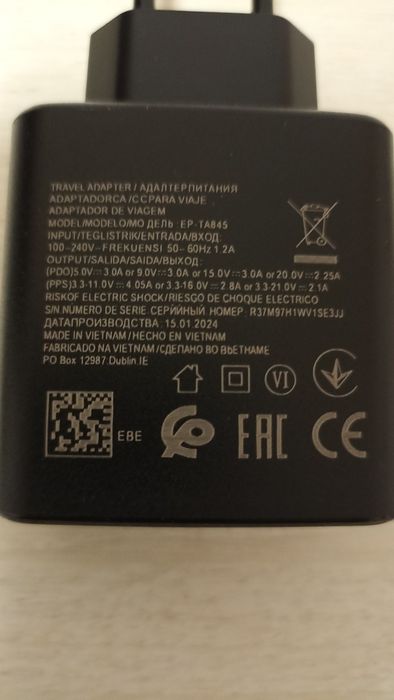 TRAVEL ADAPTER / АДАЛТЕРПИТАНИЯ
ADAPTADORCA/CCPARA VIAJE
ADAPTADOR DE VIAGEM
MODEL/MODELO/MO ДЕЛЬ : EP-TA845
INPUT/TEGLISTRIK/ENTRADA/ВХОД:
100-240V~FREKUENSI 50-60Hz 1.2A
OUTPUT/SALIDA/SAIDA/ВЫХОД:
(PDO)5.0V⎓3.0A or 9.0V⎓3.0A or 15.0V⎓3.0A or 20.0V⎓2.25A
(PPS)3.3-11.0V⎓4.05A or 3.3-16.0V⎓2.8A or 3.3-21.0V⎓2.1A
RISKOF ELECTRIC SHOCK/RIESGO DE CHOQUE ELECTRICO
S/N NUMERO DE SERIE СЕРИЙНЫЙ НОМЕР: R37M97H1WV1SE3JJ
ДАТАПРОИЗВОДСТВА: 15.01.2024
MADE IN VIETNAM/HECHO EN VIETNAM
FABRICADO NA VIETNAM/СДЕЛАНО ВО ВЬЕТНАМЕ
PO Box 12987.Dublin.IE
VI
EBE
EAC CE